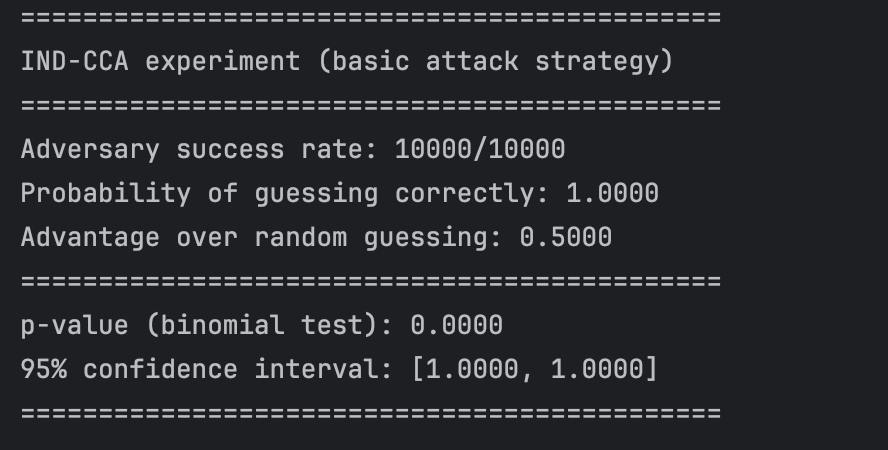 =============================================
IND-CCA experiment (basic attack strategy)
=============================================
Adversary success rate: 10000/10000
Probability of guessing correctly: 1.0000
Advantage over random guessing: 0.5000
=============================================
p-value (binomial test): 0.0000
95% confidence interval: [1.0000, 1.0000]
=============================================